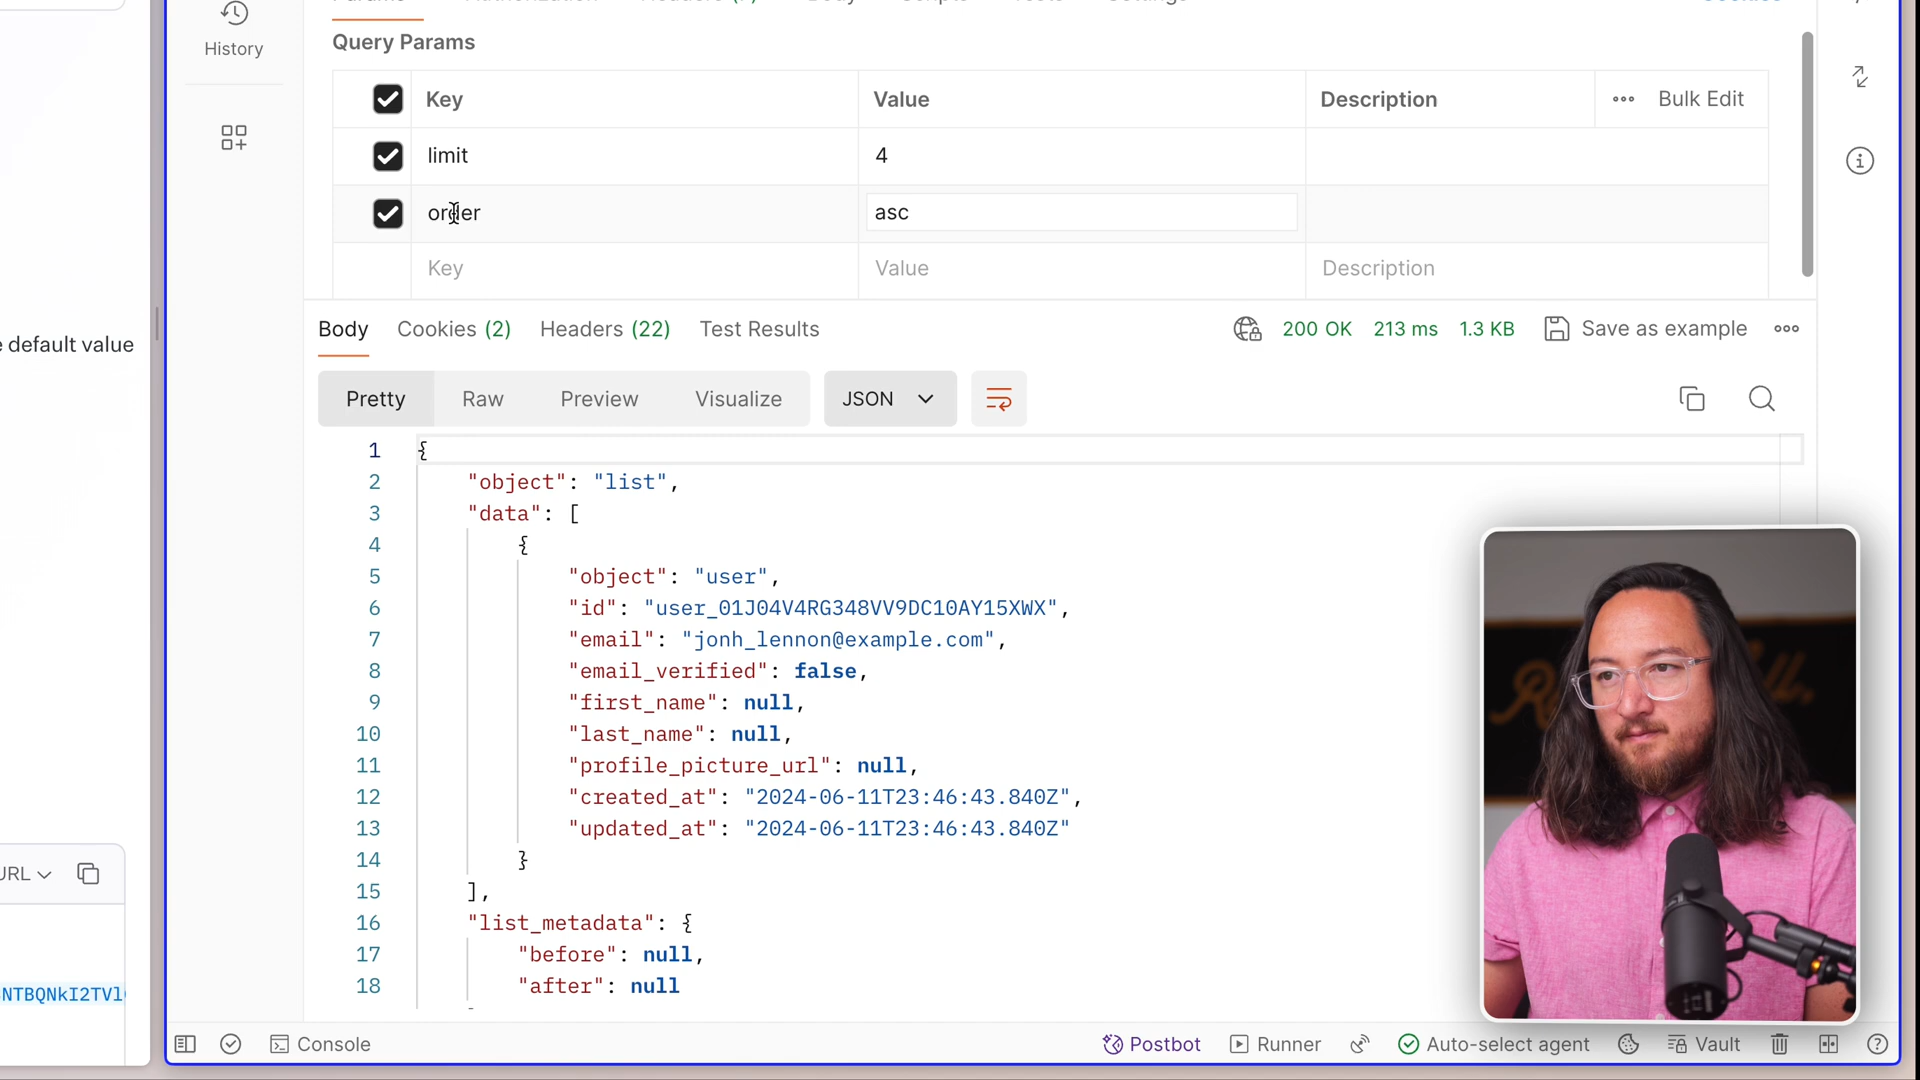 History
Query Params
Key Value Description Bulk Edit
limit 4
order asc
Key Value Description
Body Cookies (2) Headers (22) Test Results 200 OK 213 ms 1.3 KB Save as example
Pretty Raw Preview Visualize JSON
1 {
2 "object": "list",
3 "data": [
4 {
5 "object": "user",
6 "id": "user_01J04V4RG348VV9DC10AY15XWX",
7 "email": "jonh_lennon@example.com",
8 "email_verified": false,
9 "first_name": null,
10 "last_name": null,
11 "profile_picture_url": null,
12 "created_at": "2024-06-11T23:46:43.840Z",
13 "updated_at": "2024-06-11T23:46:43.840Z"
14 }
15 ],
16 "list_metadata": {
17 "before": null,
18 "after": null
Console Postbot Runner Auto-select agent Vault
default value
URL